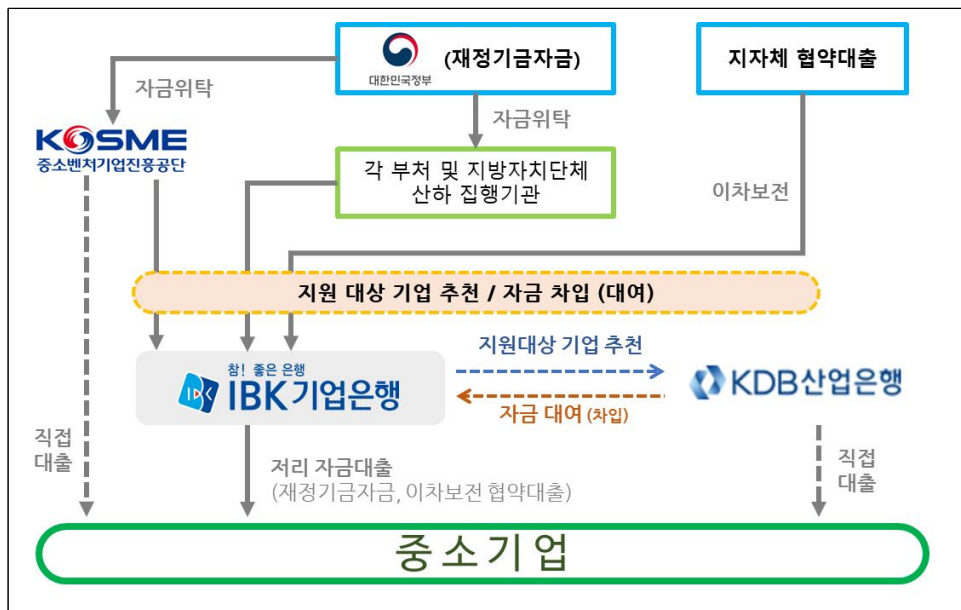 대한민국정부
(재정기금자금)
지자체 협약대출
자금위탁
자금위탁
KOSME
중소벤처기업진흥공단
각 부처 및 지방자치단체
산하 집행기관
이차보전
지원 대상 기업 추천 / 자금 차입 (대여)
참! 좋은 은행
IBK기업은행
지원대상 기업 추천
자금 대여 (차입)
KDB산업은행
직접
대출
저리 자금대출
(재정기금자금, 이차보전 협약대출)
직접
대출
중소기업